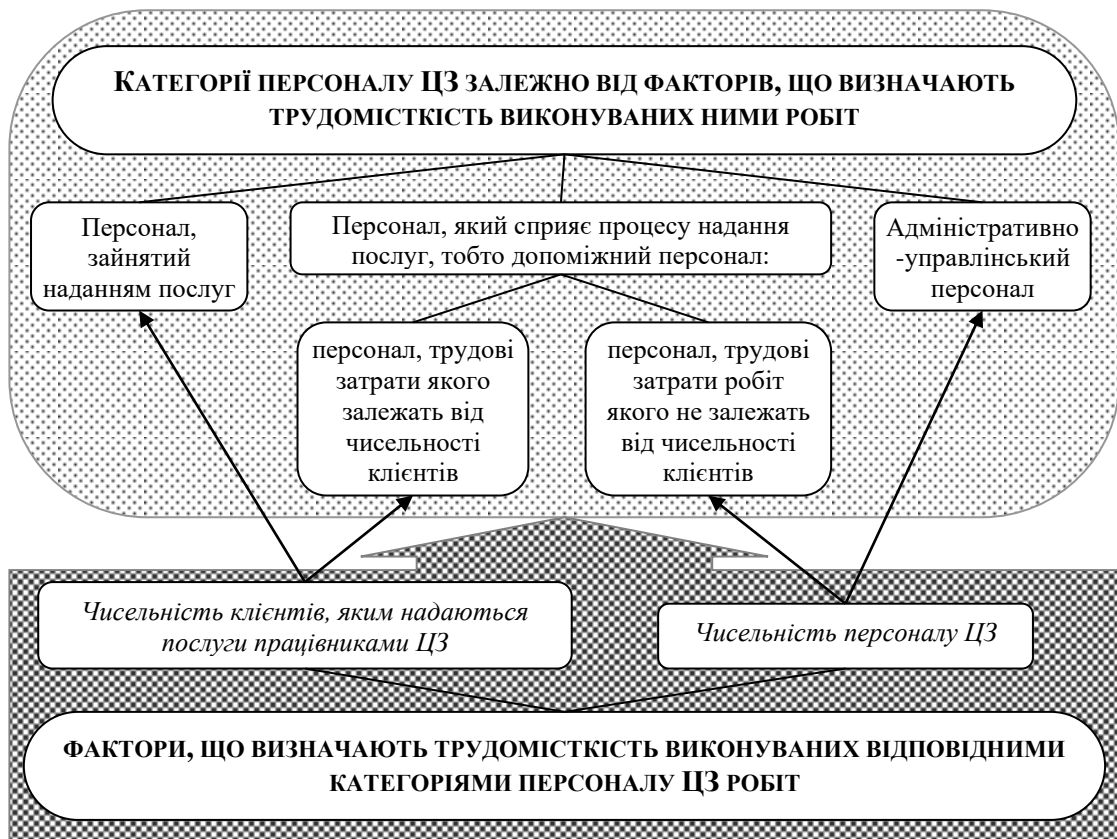 КАТЕГОРІЇ ПЕРСОНАЛУ ЦЗ ЗАЛЕЖНО ВІД ФАКТОРІВ, ЩО ВИЗНАЧАЮТЬ
ТРУДОМІСТКІСТЬ ВИКОНУВАНИХ НИМИ РОБІТ
Персонал,
зайнятий
наданням послуг
Персонал, який сприяє процесу надання
послуг, тобто допоміжний персонал:
Адміністративно
-управлінський
персонал
персонал, трудові
затрати якого
залежать від
чисельності
клієнтів
персонал, трудові
затрати робіт
якого не залежать
від чисельності
клієнтів
Чисельність клієнтів, яким надаються
послуги працівниками ЦЗ
Чисельність персоналу ЦЗ
ФАКТОРИ, ЩО ВИЗНАЧАЮТЬ ТРУДОМІСТКІСТЬ ВИКОНУВАНИХ ВІДПОВІДНИМИ
КАТЕГОРІЯМИ ПЕРСОНАЛУ ЦЗ РОБІТ